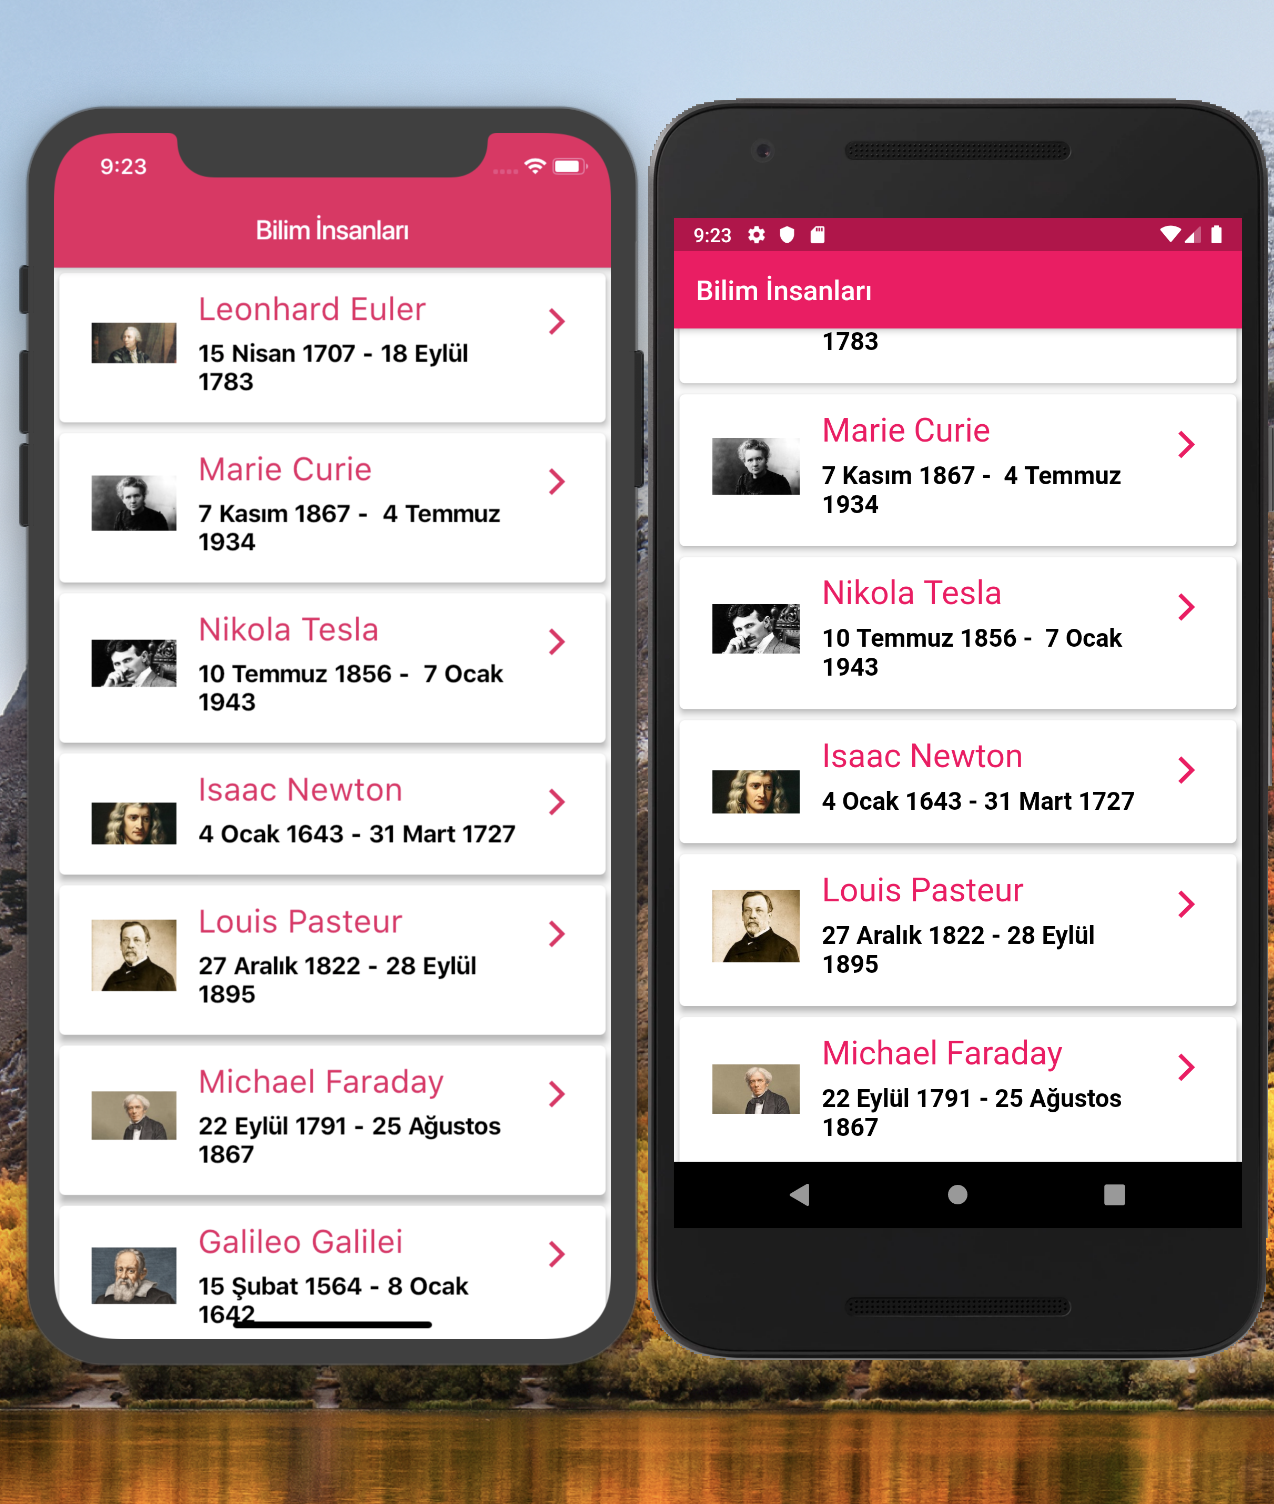 9:23
Bilim İnsanları
Leonhard Euler
15 Nisan 1707 - 18 Eylül
1783
Marie Curie
7 Kasım 1867 -  4 Temmuz
1934
Nikola Tesla
10 Temmuz 1856 -  7 Ocak
1943
Isaac Newton
4 Ocak 1643 - 31 Mart 1727
Louis Pasteur
27 Aralık 1822 - 28 Eylül
1895
Michael Faraday
22 Eylül 1791 - 25 Ağustos
1867
Galileo Galilei
15 Şubat 1564 - 8 Ocak
1642
9:23
Bilim İnsanları
1783
Marie Curie
7 Kasım 1867 -  4 Temmuz
1934
Nikola Tesla
10 Temmuz 1856 -  7 Ocak
1943
Isaac Newton
4 Ocak 1643 - 31 Mart 1727
Louis Pasteur
27 Aralık 1822 - 28 Eylül
1895
Michael Faraday
22 Eylül 1791 - 25 Ağustos
1867